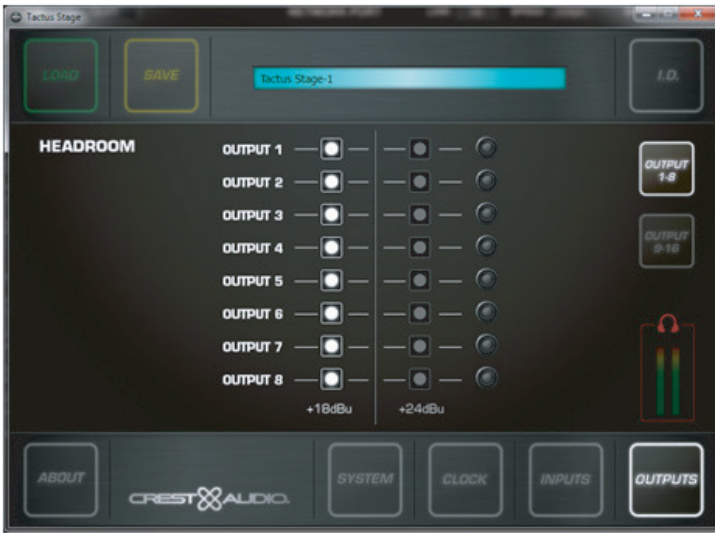 Tactus Stage
LOAD
SAVE
Tactus Stage-1
I.D.
HEADROOM
OUTPUT 1
OUTPUT 2
OUTPUT 3
OUTPUT 4
OUTPUT 5
OUTPUT 6
OUTPUT 7
OUTPUT 8
+18dBu
+24dBu
OUTPUT
1-8
OUTPUT
9-16
ABOUT
CREST AUDIO.
SYSTEM
CLOCK
INPUTS
OUTPUTS